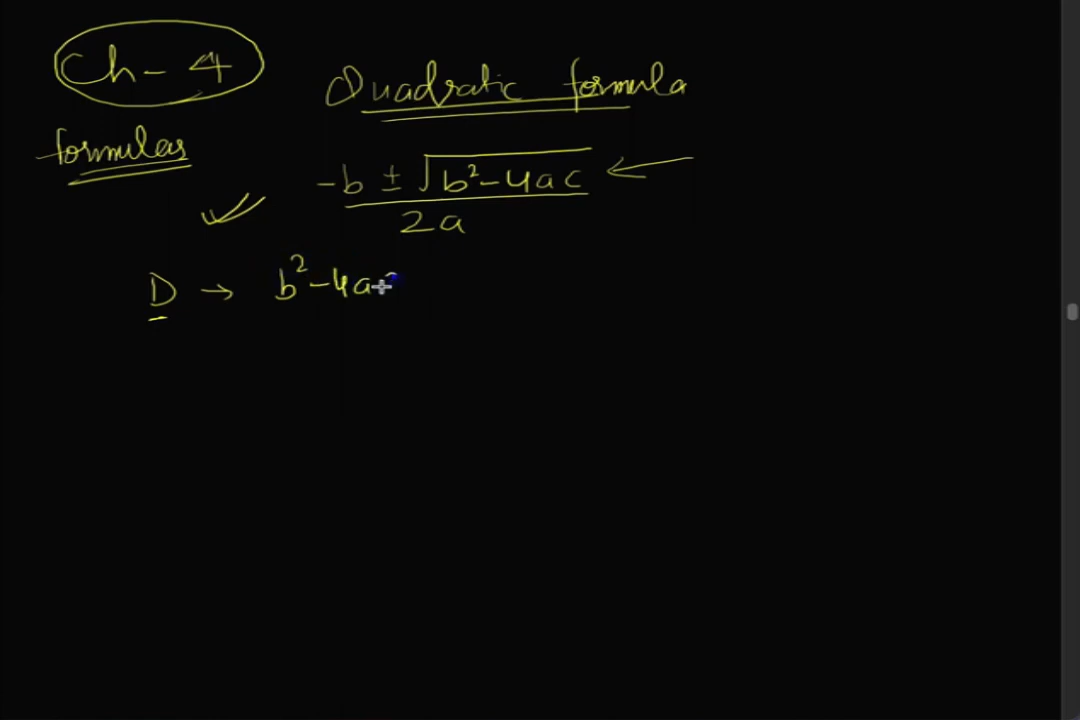 Ch - 4
Quadratic formula
formulas
-b ± √b²-4ac ←
2a
D → b²-4a